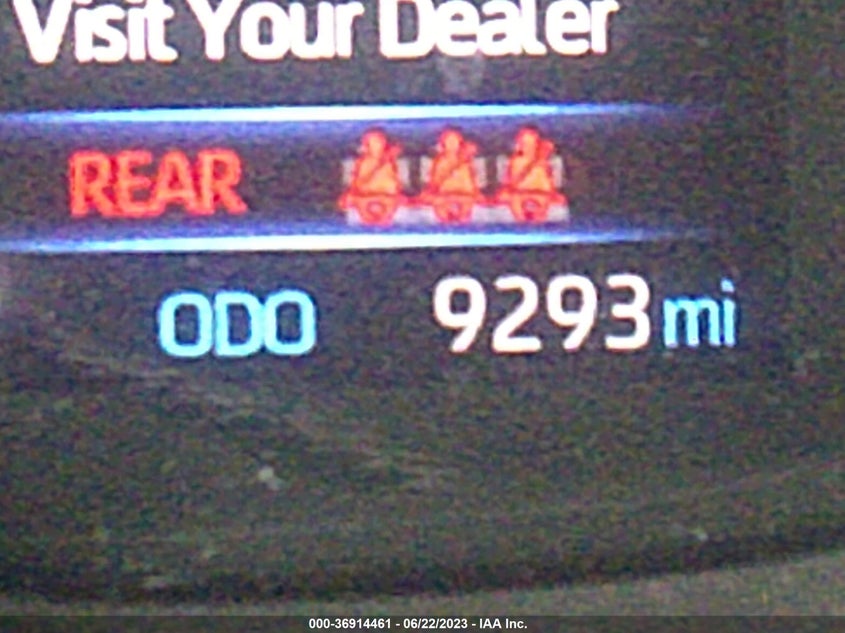 Visit Your Dealer
REAR
ODO 9293 mi
000-36914461 - 06/22/2023 - IAA Inc.